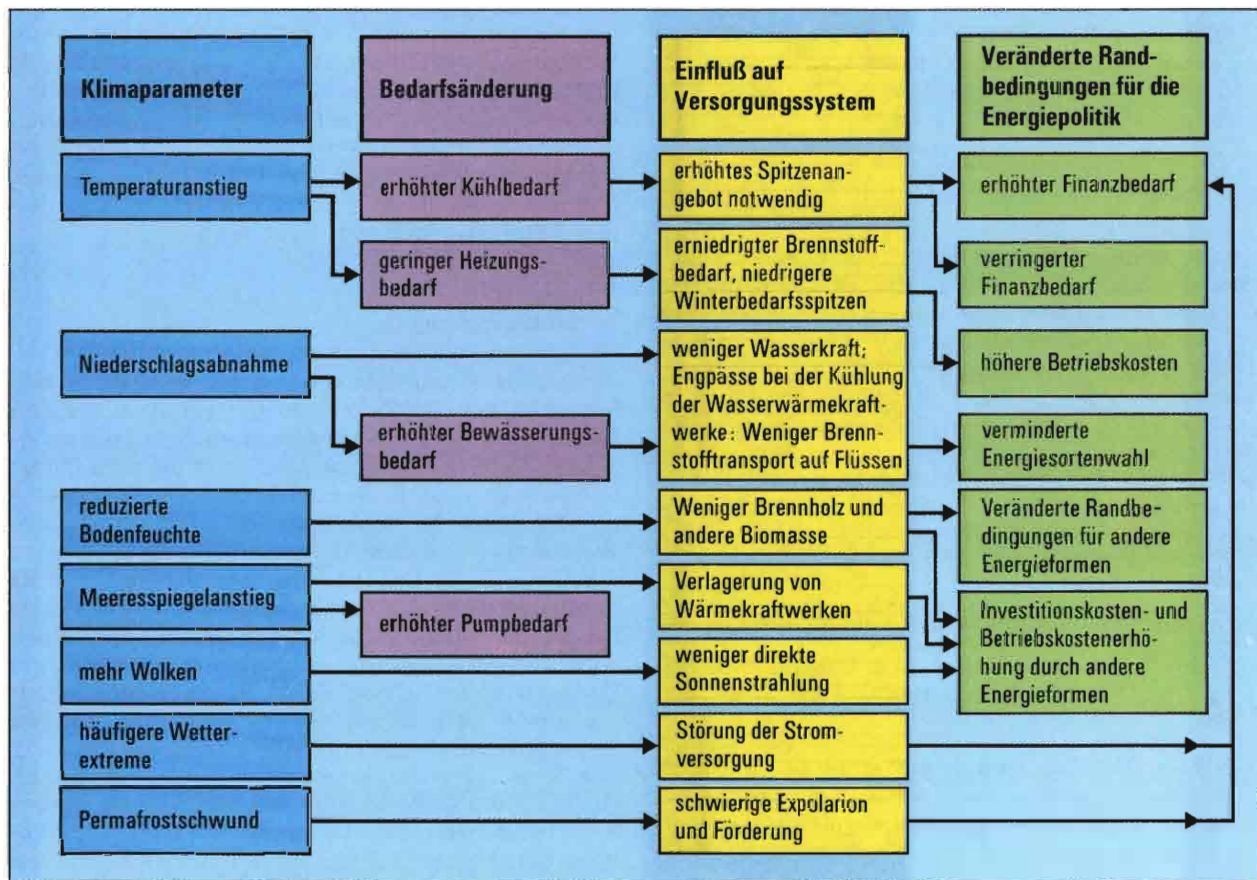 Klimaparameter
Bedarfsänderung
Einfluß auf
Versorgungssystem
Veränderte Rand-
bedingungen für die
Energiepolitik
Temperaturanstieg
erhöhter Kühlbedarf
erhöhtes Spitzenan-
gebot notwendig
erhöhter Finanzbedarf
geringer Heizungs-
bedarf
erniedrigter Brennstoff-
bedarf, niedrigere
Winterbedarfsspitzen
verringerter
Finanzbedarf
Niederschlagsabnahme
weniger Wasserkraft;
Engpässe bei der Kühlung
der Wasserwärmekraft-
werke: Weniger Brenn-
stofftransport auf Flüssen
höhere Betriebskosten
erhöhter Bewässerungs-
bedarf
verminderte
Energiesortenwahl
reduzierte
Bodenfeuchte
Weniger Brennholz und
andere Biomasse
Veränderte Randbe-
dingungen für andere
Energieformen
Meeresspiegelanstieg
erhöhter Pumpbedarf
Verlagerung von
Wärmekraftwerken
Investitionskosten- und
Betriebskostenerhö-
hung durch andere
Energieformen
mehr Wolken
weniger direkte
Sonnenstrahlung
häufigere Wetter-
extreme
Störung der Strom-
versorgung
Permafrostschwund
schwierige Expolarion
und Förderung